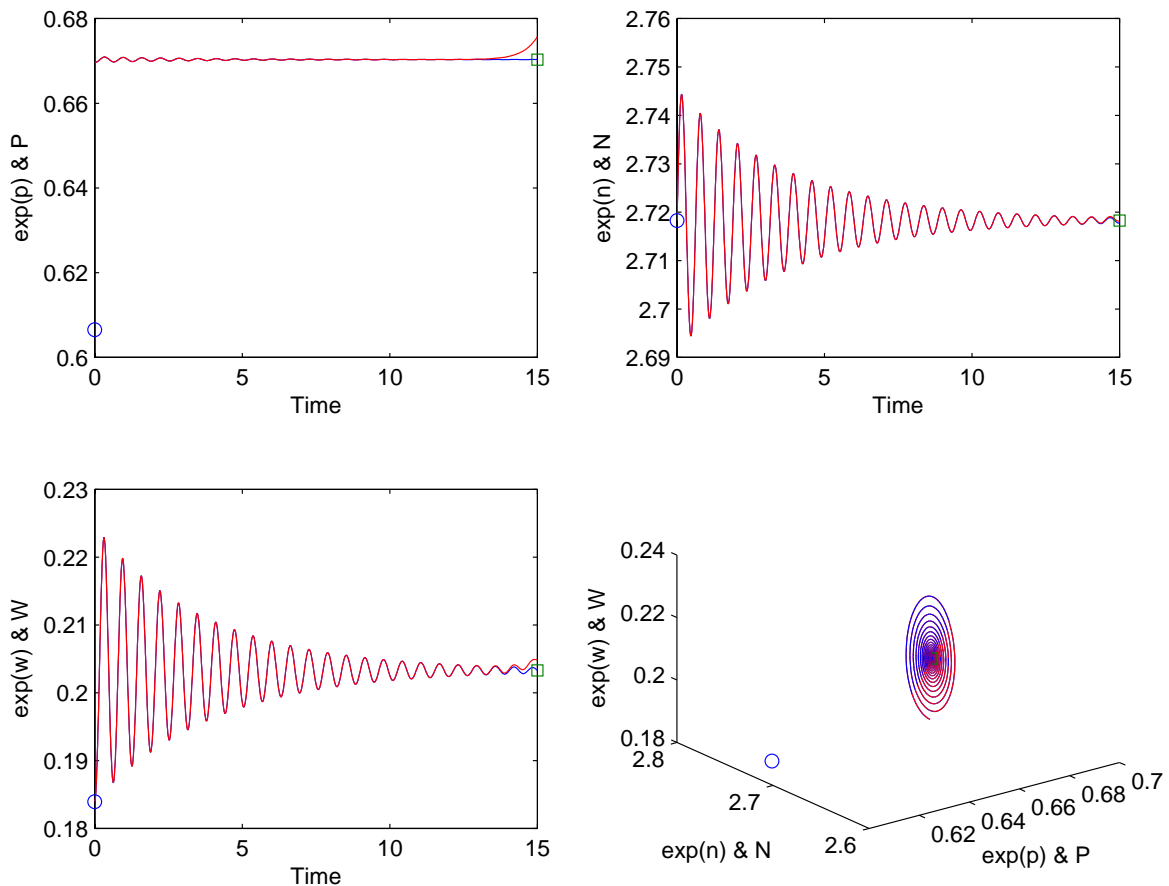 0.68
0.66
0.64
0.62
0.6
exp(p) & P
0 5 10 15
Time
2.76
2.75
2.74
2.73
2.72
2.71
2.7
2.69
exp(n) & N
0 5 10 15
Time
0.23
0.22
0.21
0.2
0.19
0.18
exp(w) & W
0 5 10 15
Time
0.24
0.22
0.2
0.18
exp(w) & W
2.8
2.7
2.6
exp(n) & N
0.62
0.64
0.66
0.68
0.7
exp(p) & P